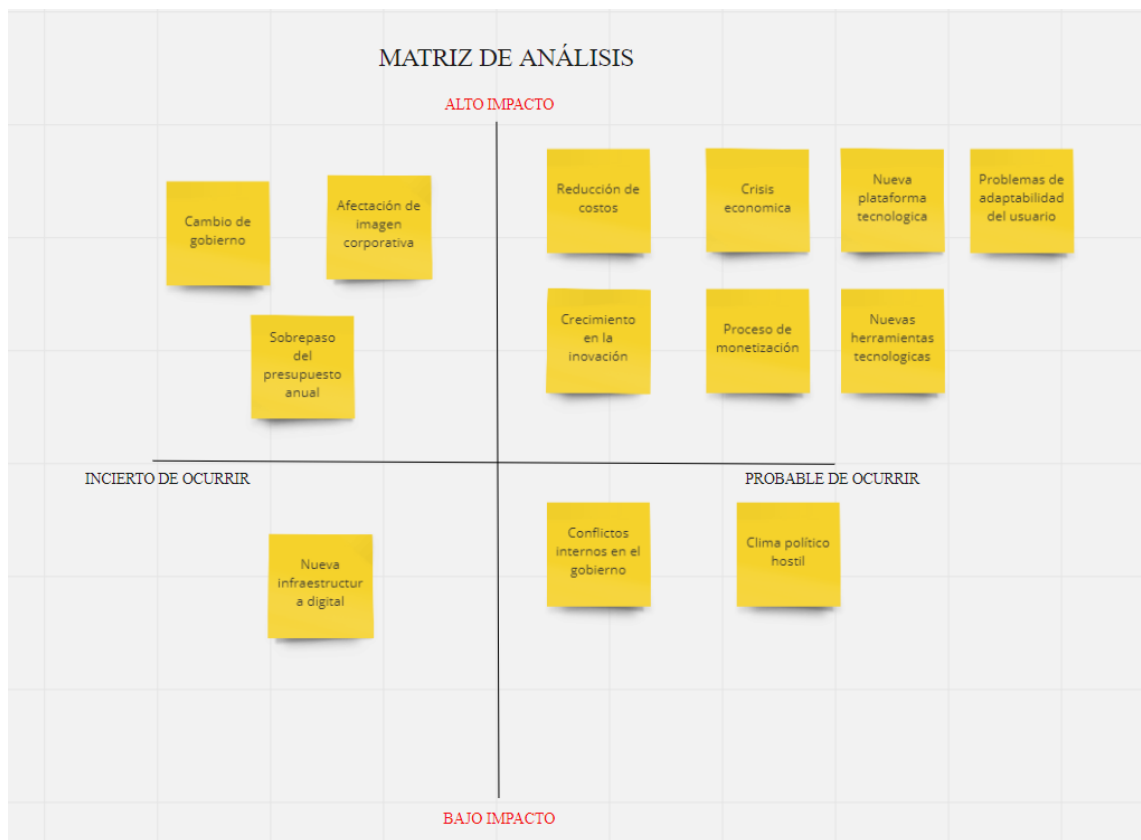 MATRIZ DE ANÁLISIS
ALTO IMPACTO
Cambio de
gobierno
Afectación de
imagen
corporativa
Sobrepaso
del
presupuesto
anual
Reducción de
costos
Crisis
economica
Nueva
plataforma
tecnologica
Problemas de
adaptabilidad
del usuario
Crecimiento
en la
inovación
Proceso de
monetización
Nuevas
herramientas
tecnologicas
INCIERTO DE OCURRIR
PROBABLE DE OCURRIR
Nueva
infraestructur
a digital
Conflictos
internos en el
gobierno
Clima político
hostil
BAJO IMPACTO